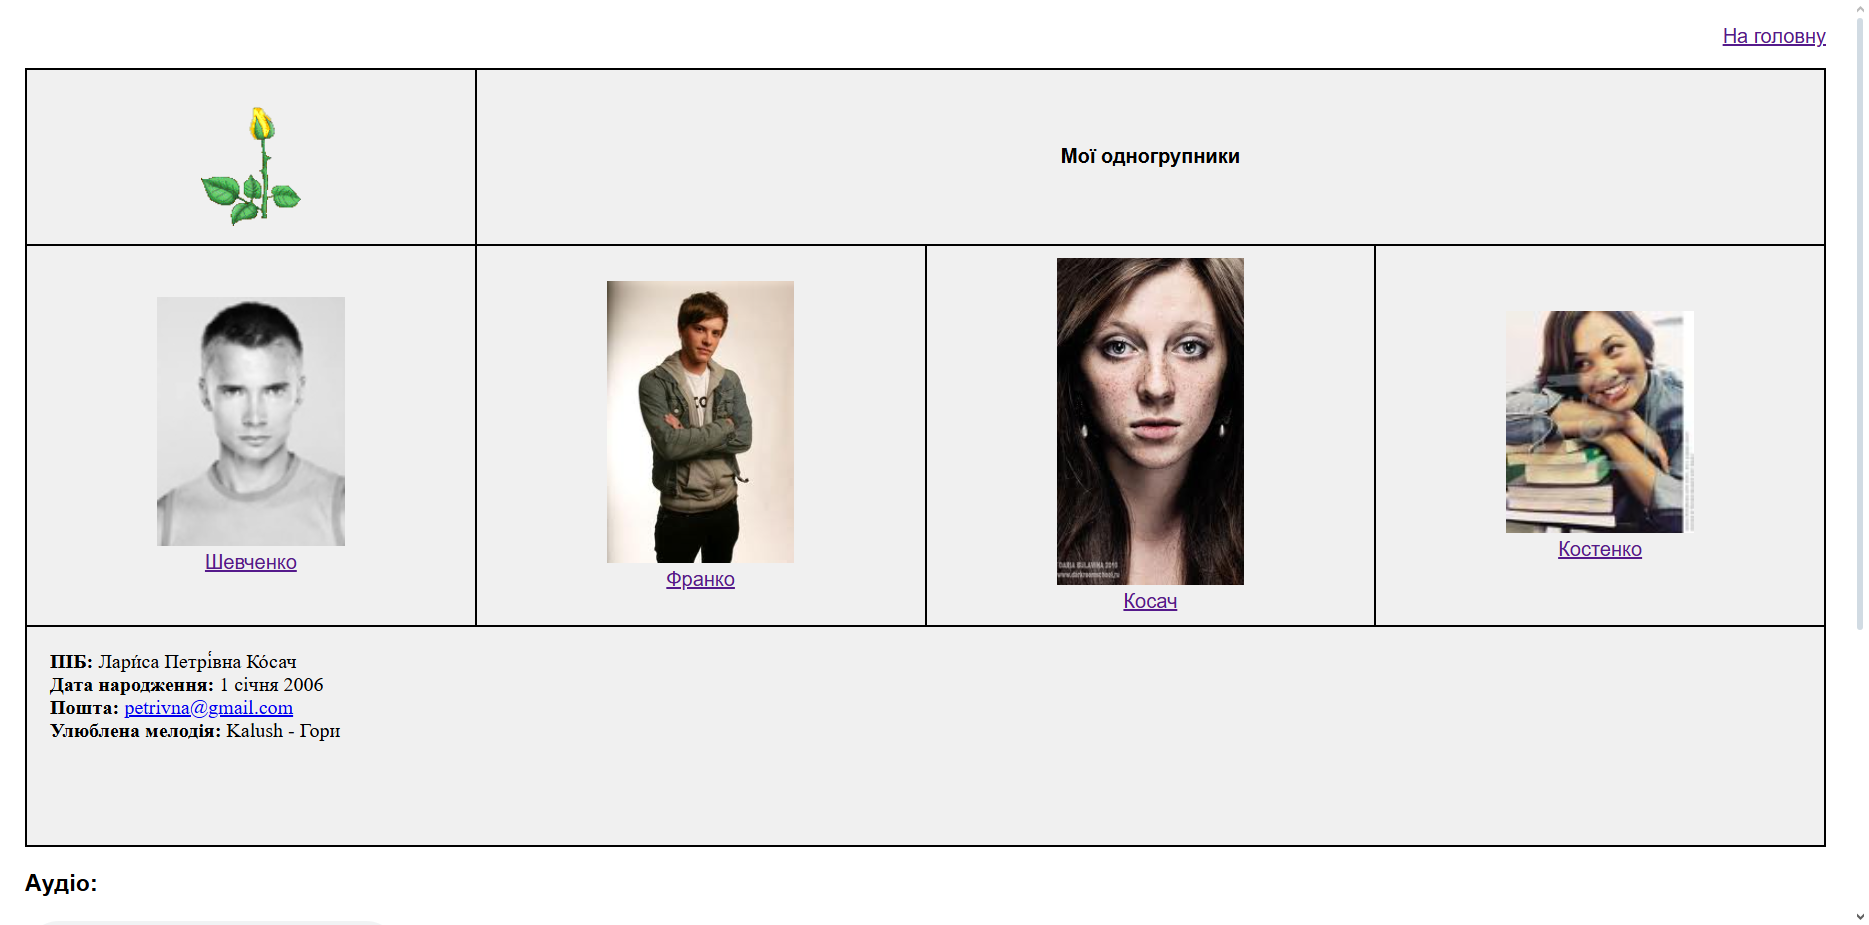 На головну
Мої одногрупники
Шевченко
Франко
Косач
Костенко
ПІБ: Лари́са Петрі́вна Ко́сач
Дата народження: 1 січня 2006
Пошта: petrivna@gmail.com
Улюблена мелодія: Kalush - Гори
Аудіо: